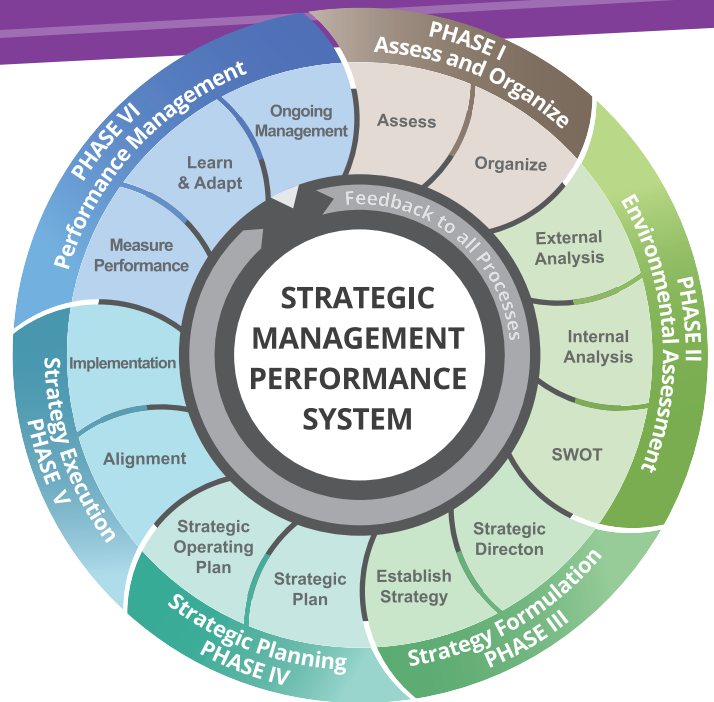 PHASE I
Assess and Organize
Assess
Organize
PHASE II
Environmental Assessment
External
Analysis
Internal
Analysis
SWOT
Strategy Formulation
PHASE III
Strategic
Directon
Establish
Strategy
Strategic Planning
PHASE IV
Strategic
Plan
Strategic
Operating
Plan
Strategy Execution
PHASE V
Alignment
Implementation
PHASE VI
Performance Management
Measure
Performance
Learn
& Adapt
Ongoing
Management
Feedback to all Processes
STRATEGIC
MANAGEMENT
PERFORMANCE
SYSTEM